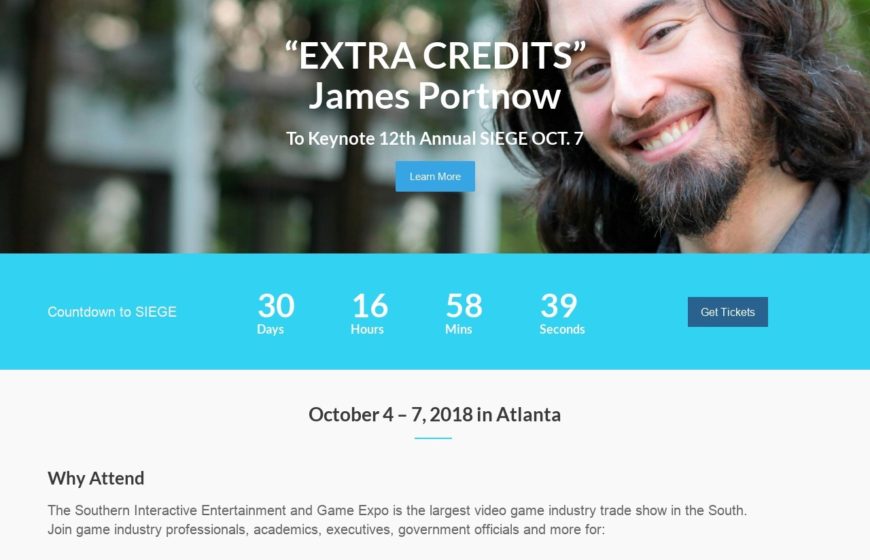 “EXTRA CREDITS”
James Portnow
To Keynote 12th Annual SIEGE OCT. 7
Learn More
Countdown to SIEGE
30 16 58 39
Days Hours Mins Seconds
Get Tickets
October 4 – 7, 2018 in Atlanta
Why Attend
The Southern Interactive Entertainment and Game Expo is the largest video game industry trade show in the South.
Join game industry professionals, academics, executives, government officials and more for: